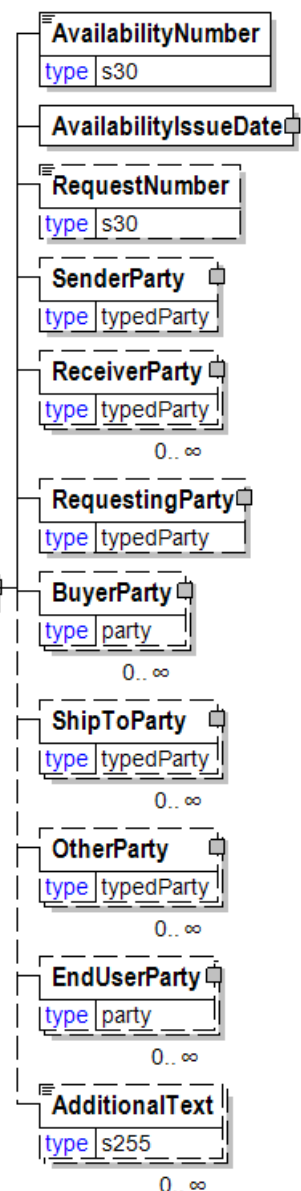 AvailabilityNumber
type s30
AvailabilityIssueDate
RequestNumber
type s30
SenderParty
type typedParty
ReceiverParty
type typedParty
0.. ∞
RequestingParty
type typedParty
BuyerParty
type party
0.. ∞
ShipToParty
type typedParty
0.. ∞
OtherParty
type typedParty
0.. ∞
EndUserParty
type party
0.. ∞
AdditionalText
type s255
0.. ∞